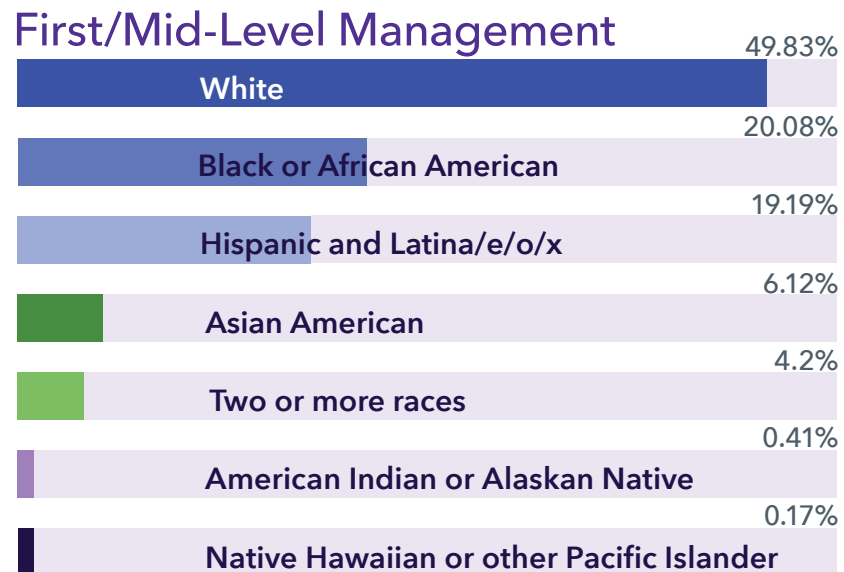 First/Mid-Level Management
49.83%
White
20.08%
Black or African American
19.19%
Hispanic and Latina/e/o/x
6.12%
Asian American
4.2%
Two or more races
0.41%
American Indian or Alaskan Native
0.17%
Native Hawaiian or other Pacific Islander